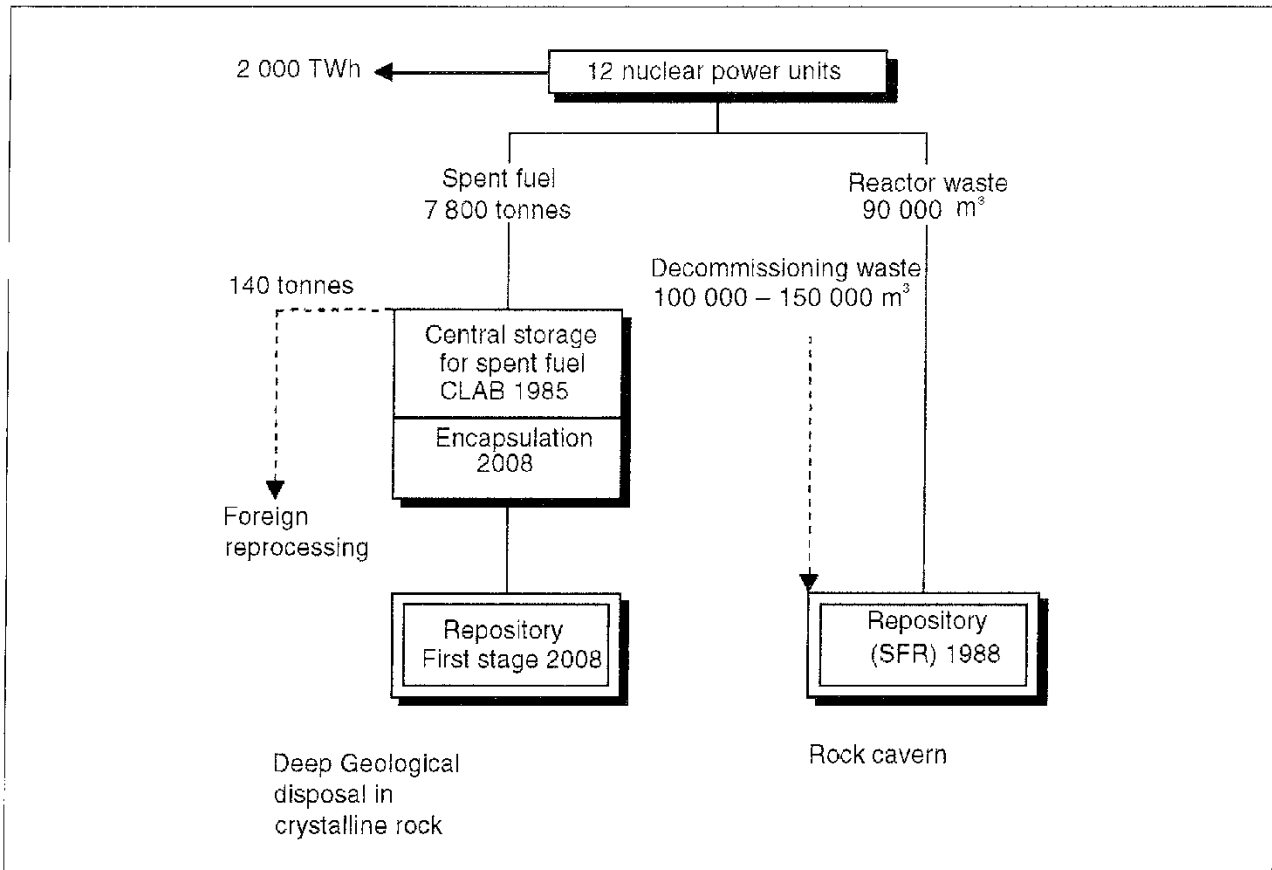 2 000 TWh
12 nuclear power units
Spent fuel
7 800 tonnes
Reactor waste
90 000 m³
Decommissioning waste
100 000 – 150 000 m³
140 tonnes
Central storage
for spent fuel
CLAB 1985
Encapsulation
2008
Foreign
reprocessing
Repository
First stage 2008
Repository
(SFR) 1988
Deep Geological
disposal in
crystalline rock
Rock cavern